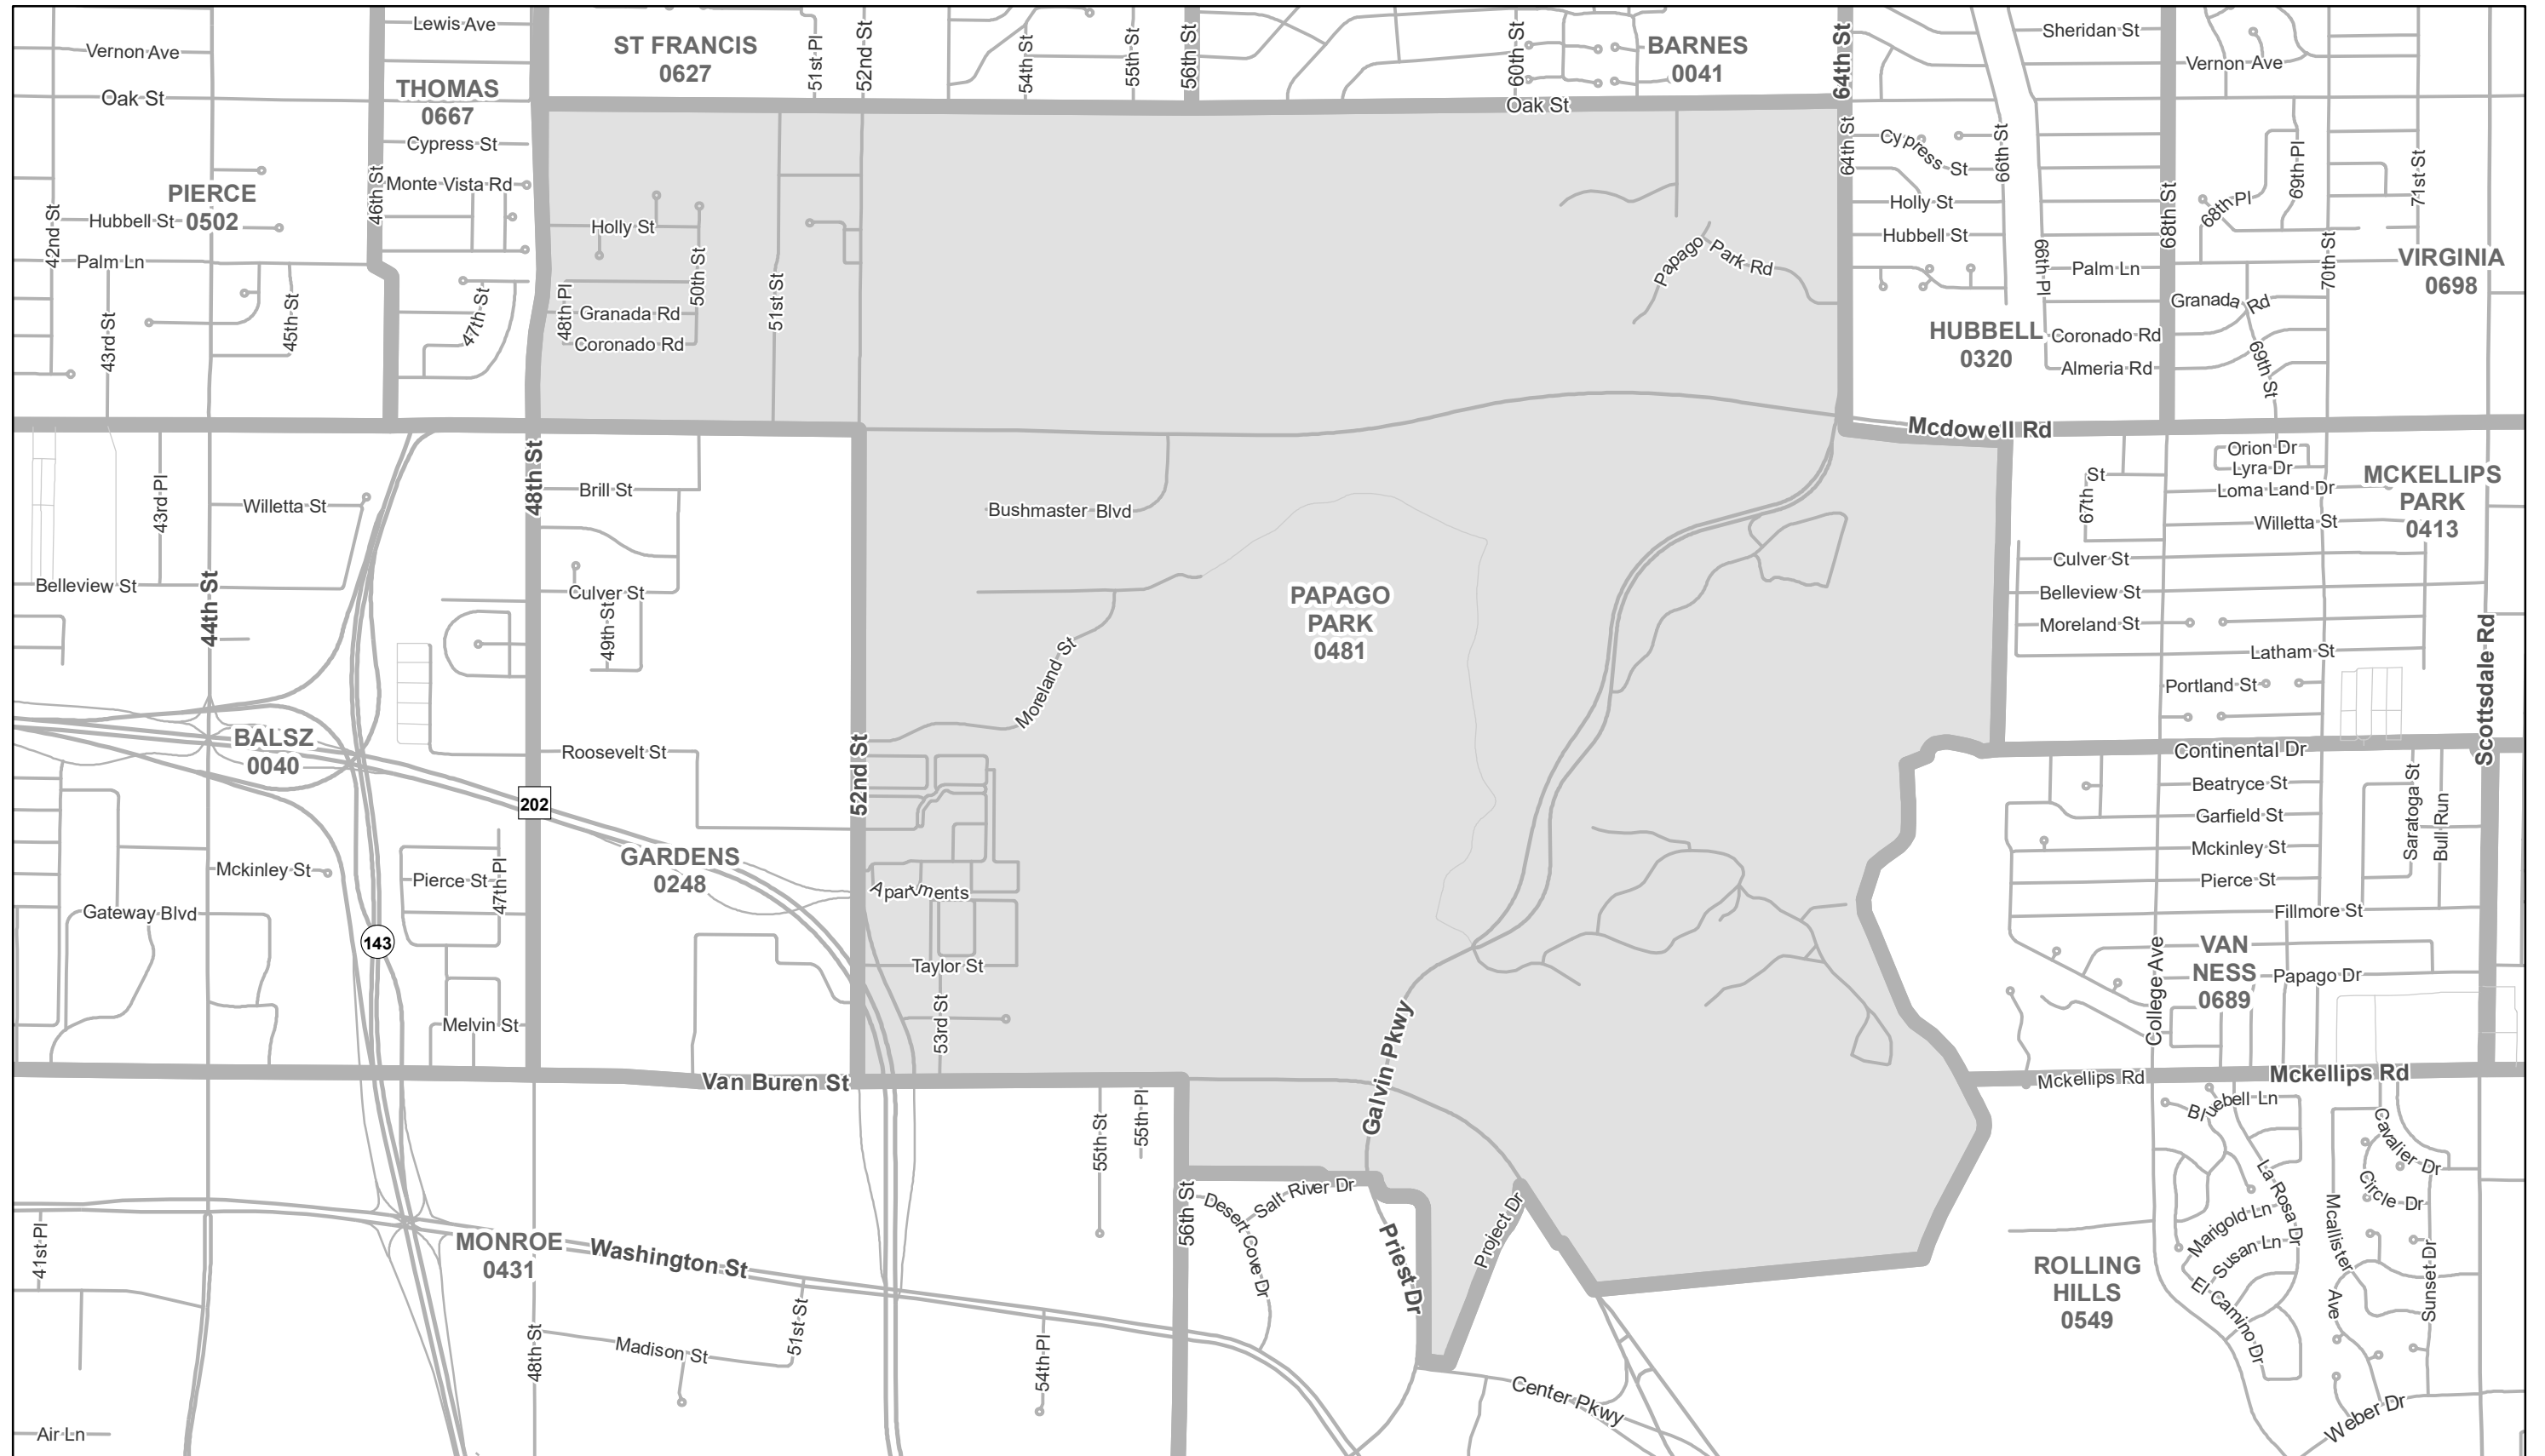 Lewis Ave
Vernon Ave
ST FRANCIS
0627
51st Pl
52nd St
54th St
55th St
56th St
60th St
BARNES
0041
64th St
Sheridan St
Vernon Ave
Oak St
THOMAS
0667
Oak St
Cypress St
46th St
Monte Vista Rd
PIERCE
0502
Hubbell St
42nd St
Palm Ln
43rd St
45th St
47th St
Holly St
48th Pl
50th St
Granada Rd
Coronado Rd
51st St
Papago Park Rd
64th St
Cypress St
66th St
Holly St
Hubbell St
66th Pl
Palm Ln
68th St
68th Pl
69th Pl
70th St
71st St
VIRGINIA
0698
Granada Rd
HUBBELL
0320
Coronado Rd
Almeria Rd
69th St
Mcdowell Rd
Orion Dr
Lyra Dr
Loma Land Dr
Willetta St
MCKELLIPS
PARK
0413
67th St
Culver St
Belleview St
Moreland St
Latham St
Portland St
Scottsdale Rd
43rd Pl
Willetta St
48th St
Brill St
Bushmaster Blvd
Belleview St
44th St
Culver St
49th St
PAPAGO
PARK
0481
Moreland St
BALSZ
0040
Roosevelt St
52nd St
202
Continental Dr
Beatryce St
Garfield St
Saratoga St
Bull Run
Mckinley St
Pierce St
Fillmore St
GARDENS
0248
Mckinley St
Pierce St
47th Pl
Apartments
Gateway Blvd
143
Taylor St
53rd St
Melvin St
VAN
NESS
0689
Papago Dr
College Ave
Galvin Pkwy
Van Buren St
Mckellips Rd
Mckellips Rd
55th St
55th Pl
Bluebell Ln
Cavalier Dr
Circle Dr
La Rosa Dr
Marigold Ln
Susan Ln
El Camino Dr
Mcallister Ave
Sunset Dr
56th St
Desert Cove Dr
Salt River Dr
Priest Dr
Project Dr
41st Pl
MONROE
0431
Washington St
ROLLING
HILLS
0549
48th St
Madison St
51st St
54th Pl
Center Pkwy
Weber Dr
Air Ln